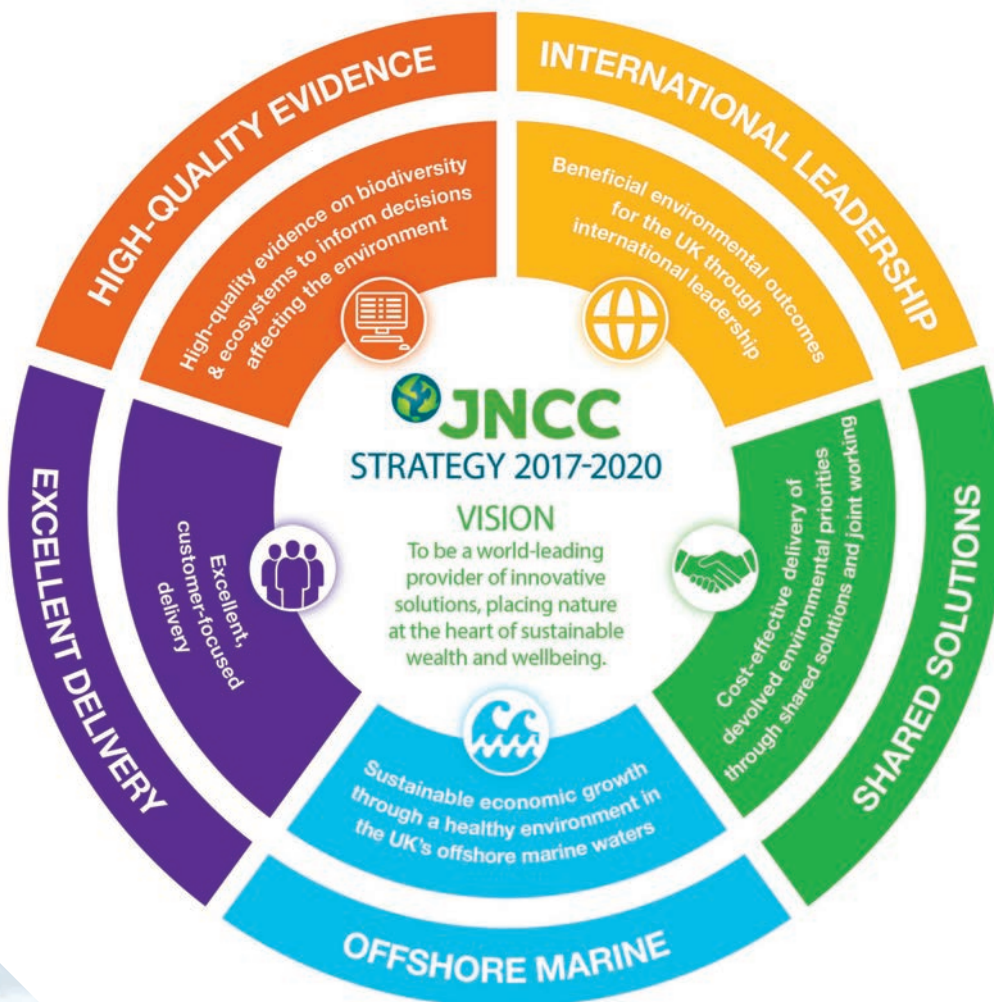 HIGH-QUALITY EVIDENCE
High-quality evidence on biodiversity
& ecosystems to inform decisions
affecting the environment
INTERNATIONAL LEADERSHIP
Beneficial environmental outcomes
for the UK through
international leadership
JNCC
STRATEGY 2017-2020
VISION
To be a world-leading
provider of innovative
solutions, placing nature
at the heart of sustainable
wealth and wellbeing.
SHARED SOLUTIONS
Cost-effective delivery of
devolved environmental priorities
through shared solutions and joint working
OFFSHORE MARINE
Sustainable economic growth
through a healthy environment in
the UK's offshore marine waters
EXCELLENT DELIVERY
Excellent,
customer-focused
delivery